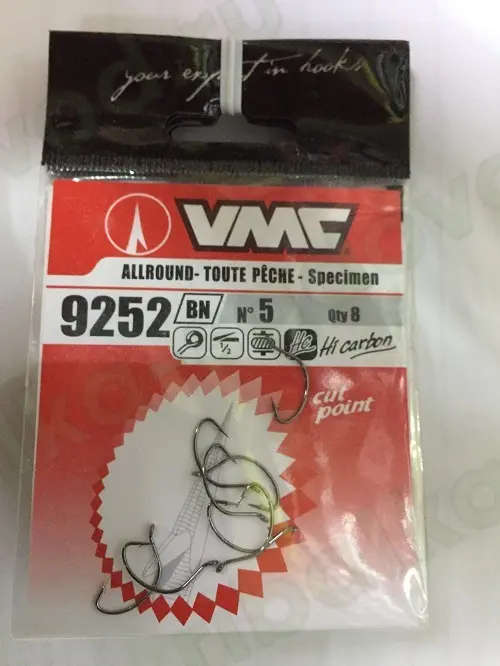 your expert in hooks
VMC
ALLROUND- TOUTE PÊCHE - Specimen
9252 BN N° 5 Qty 8
1/2 Hc Hi carbon
cut
point